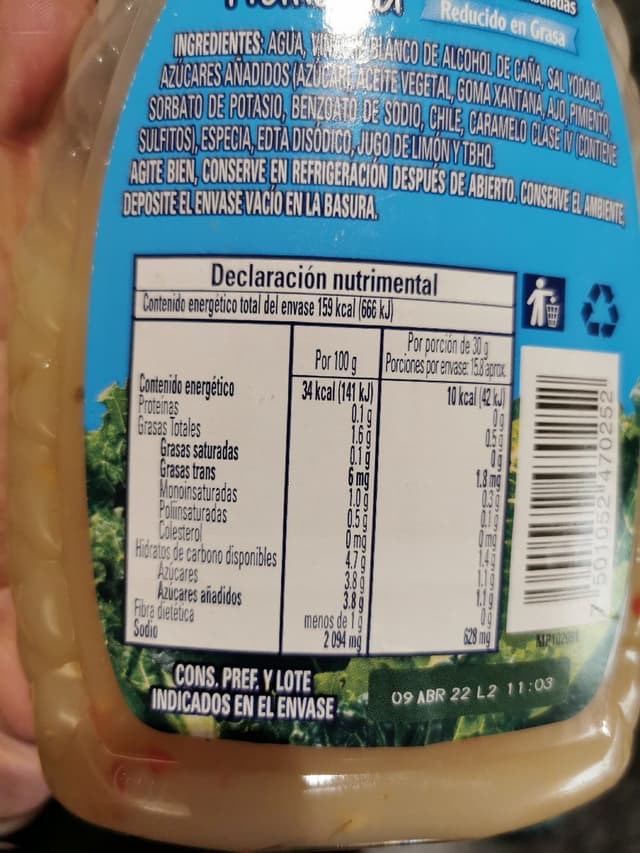 Reducido en Grasa
INGREDIENTES: AGUA, BLANCO DE ALCOHOL DE CAÑA, SAL YODADA,
AZÚCARES AÑADIDOS (AZÚCAR), ACEITE VEGETAL, GOMA XANTANA, AJO, PIMIENTO,
SORBATO DE POTASIO, BENZOATO DE SODIO, CHILE, CARAMELO CLASE IV (CONTIENE
SULFITOS), ESPECIA, EDTA DISÓDICO, JUGO DE LIMÓN Y TBHQ.
AGITE BIEN, CONSERVE EN REFRIGERACIÓN DESPUÉS DE ABIERTO. CONSERVE EL AMBIENTE,
DEPOSITE EL ENVASE VACÍO EN LA BASURA.
Declaración nutrimental
Contenido energético total del envase 159 kcal (666 kJ)
Por 100 g Por porción de 30 g
Porciones por envase: 15.8 aprox.
Contenido energético 34 kcal (141 kJ) 10 kcal (42 kJ)
Proteínas 0.1 g 0 g
Grasas Totales 1.6 g 0.5 g
Grasas saturadas 0.1 g 0 g
Grasas trans 6 mg 1.8 mg
Monoinsaturadas 1.0 g 0.3 g
Poliinsaturadas 0.5 g 0.1 g
Colesterol 0 mg 0 mg
Hidratos de carbono disponibles 4.7 g 1.4 g
Azúcares 3.8 g 1.1 g
Azúcares añadidos 3.8 g 1.1 g
Fibra dietética menos de 1 g 0 g
Sodio 2 094 mg 628 mg
7 501052 470252
CONS. PREF. Y LOTE
INDICADOS EN EL ENVASE
09 ABR 22 L2 11:03